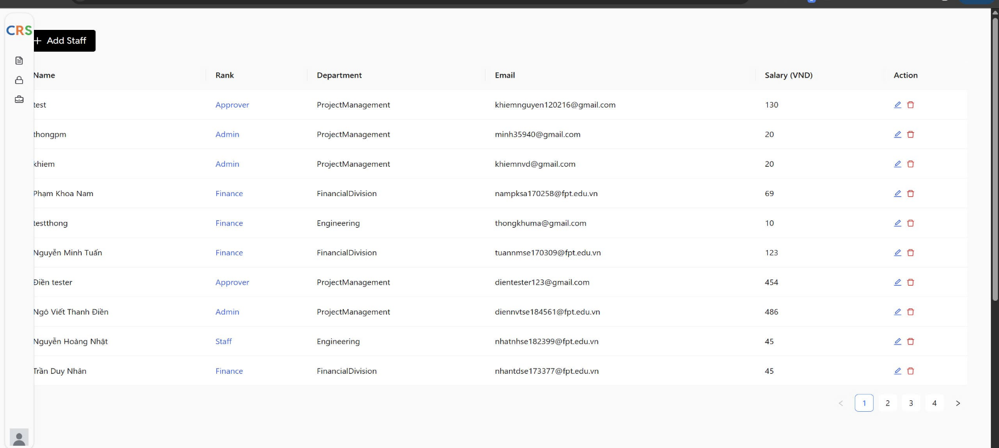 CRS
+ Add Staff
Name Rank Department Email Salary (VND) Action
test Approver ProjectManagement khiemnguyen120216@gmail.com 130
thongpm Admin ProjectManagement minh35940@gmail.com 20
khiem Admin ProjectManagement khiemnvd@gmail.com 20
Phạm Khoa Nam Finance FinancialDivision nampksa170258@fpt.edu.vn 69
testthong Finance Engineering thongkhuma@gmail.com 10
Nguyễn Minh Tuấn Finance FinancialDivision tuannmse170309@fpt.edu.vn 123
Điền tester Approver ProjectManagement dientester123@gmail.com 454
Ngô Viết Thanh Điền Admin ProjectManagement diennvtse184561@fpt.edu.vn 486
Nguyễn Hoàng Nhật Staff Engineering nhatnhse182399@fpt.edu.vn 45
Trần Duy Nhân Finance FinancialDivision nhantdse173377@fpt.edu.vn 45
< 1 2 3 4 >